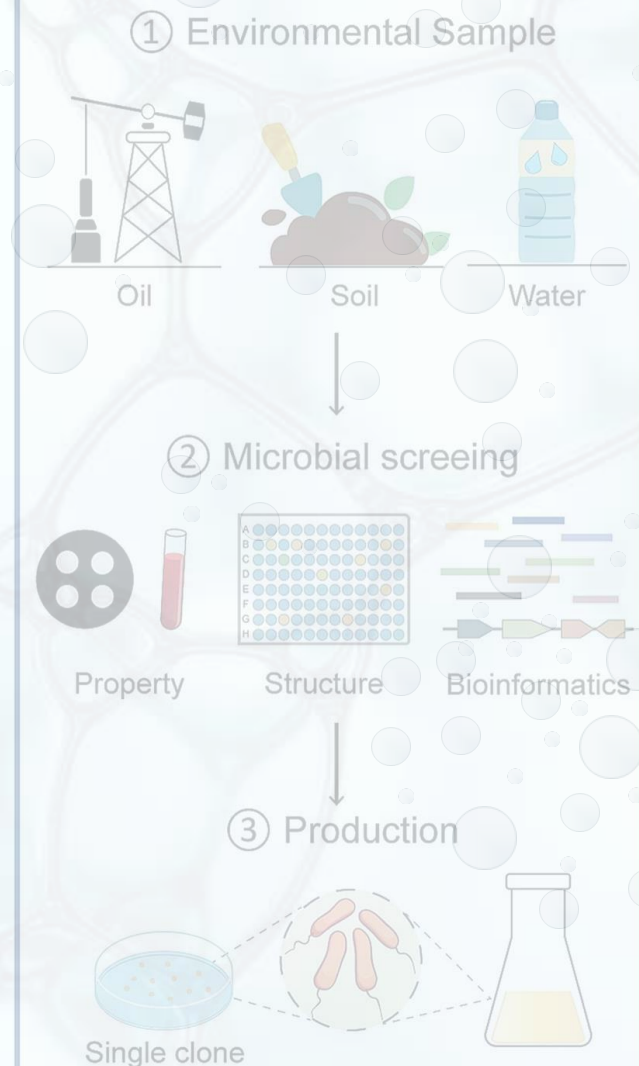 ① Environmental Sample
Oil Soil Water
② Microbial screeing
A
B
C
D
E
F
G
H
Property Structure Bioinformatics
③ Production
Single clone